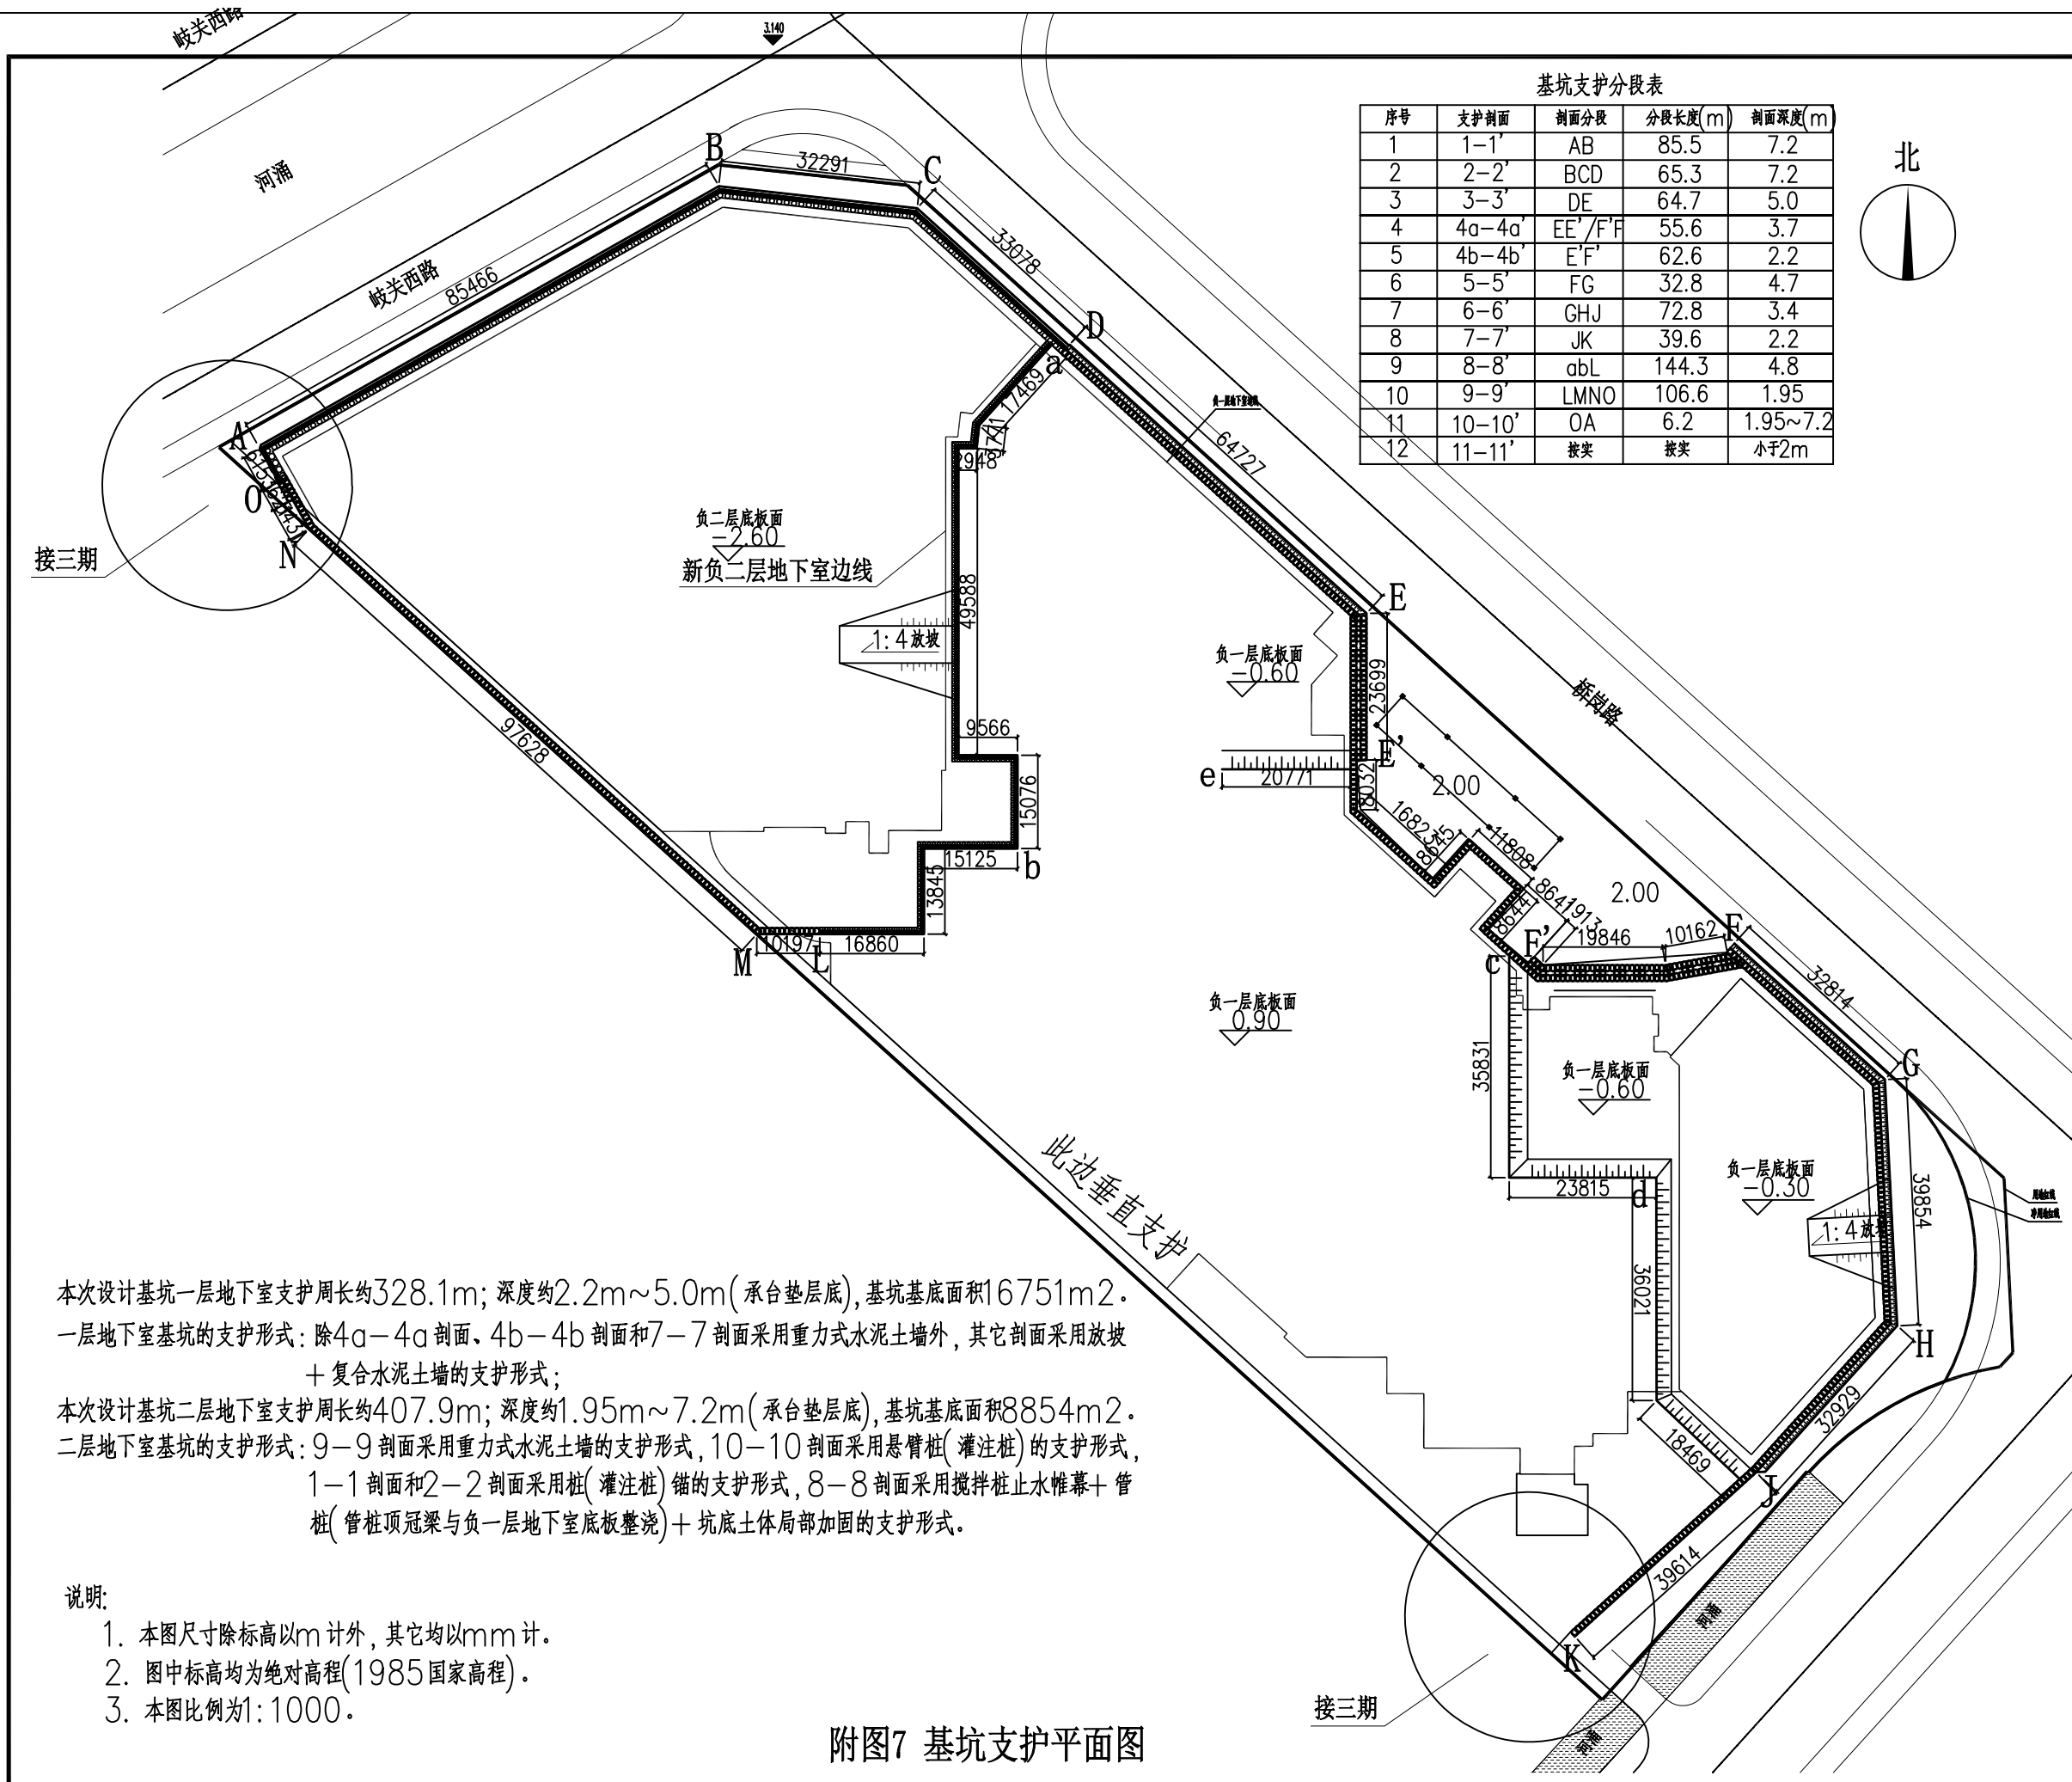 岐关西路
3.140
河涌
岐关西路
基坑支护分段表
序号 支护剖面 剖面分段 分段长度(m) 剖面深度(m)
1 1-1' AB 85.5 7.2
2 2-2' BCD 65.3 7.2
3 3-3' DE 64.7 5.0
4 4a-4a' EE'/F'F 55.6 3.7
5 4b-4b' E'F' 62.6 2.2
6 5-5' FG 32.8 4.7
7 6-6' GHJ 72.8 3.4
8 7-7' JK 39.6 2.2
9 8-8' abL 144.3 4.8
10 9-9' LMNO 106.6 1.95
11 10-10' OA 6.2 1.95~7.2
12 11-11' 按实 按实 小于2m
北
B
32291
C
33078
85466
D
a
17469
2948
负一层地下室边线
64727
A
O
N
接三期
负二层底板面
-2.60
新负二层地下室边线
1:4放坡
49588
9566
15076
15125
b
13845
97628
M
10197
L
16860
E
负一层底板面
-0.60
23699
E'
e
20771
8032
2.00
桥岗路
16823
8645
11808
8644
1913
2.00
F'
19846
10162
F
c
32814
G
负一层底板面
0.90
35831
负一层底板面
-0.60
23815
d
负一层底板面
-0.30
1:4放坡
39854
用地红线
H
36021
32929
18469
J
39614
K
河涌
河涌
接三期
此边垂直支护
本次设计基坑一层地下室支护周长约328.1m; 深度约2.2m~5.0m(承台垫层底), 基坑基底面积16751m2。
一层地下室基坑的支护形式: 除4a-4a剖面、4b-4b剖面和7-7剖面采用重力式水泥土墙外, 其它剖面采用放坡
+复合水泥土墙的支护形式;
本次设计基坑二层地下室支护周长约407.9m; 深度约1.95m~7.2m(承台垫层底), 基坑基底面积8854m2。
二层地下室基坑的支护形式: 9-9剖面采用重力式水泥土墙的支护形式, 10-10剖面采用悬臂桩(灌注桩)的支护形式,
1-1剖面和2-2剖面采用桩(灌注桩)锚的支护形式, 8-8剖面采用搅拌桩止水帷幕+管
桩(管桩顶冠梁与负一层地下室底板整浇)+坑底土体局部加固的支护形式。
说明:
1. 本图尺寸除标高以m计外, 其它均以mm计。
2. 图中标高均为绝对高程(1985国家高程)。
3. 本图比例为1:1000。
附图7 基坑支护平面图